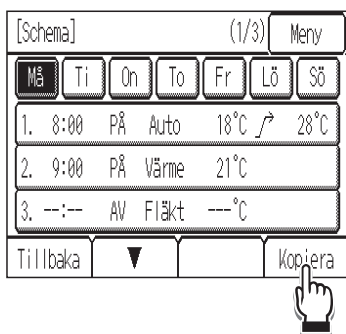 [Schema] (1/3) Meny
Må Ti On To Fr Lö Sö
1. 8:00 PÅ Auto 18°C 28°C
2. 9:00 PÅ Värme 21°C
3. --:-- AV Fläkt ---°C
Tillbaka ▼ Kopiera